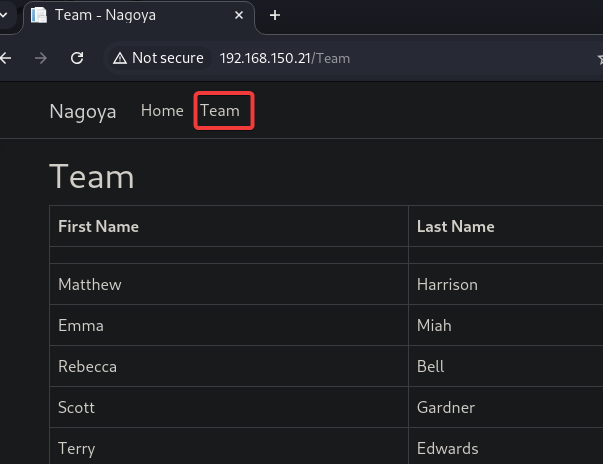 Team - Nagoya
Not secure 192.168.150.21/Team
Nagoya Home Team
Team
First Name Last Name
Matthew Harrison
Emma Miah
Rebecca Bell
Scott Gardner
Terry Edwards